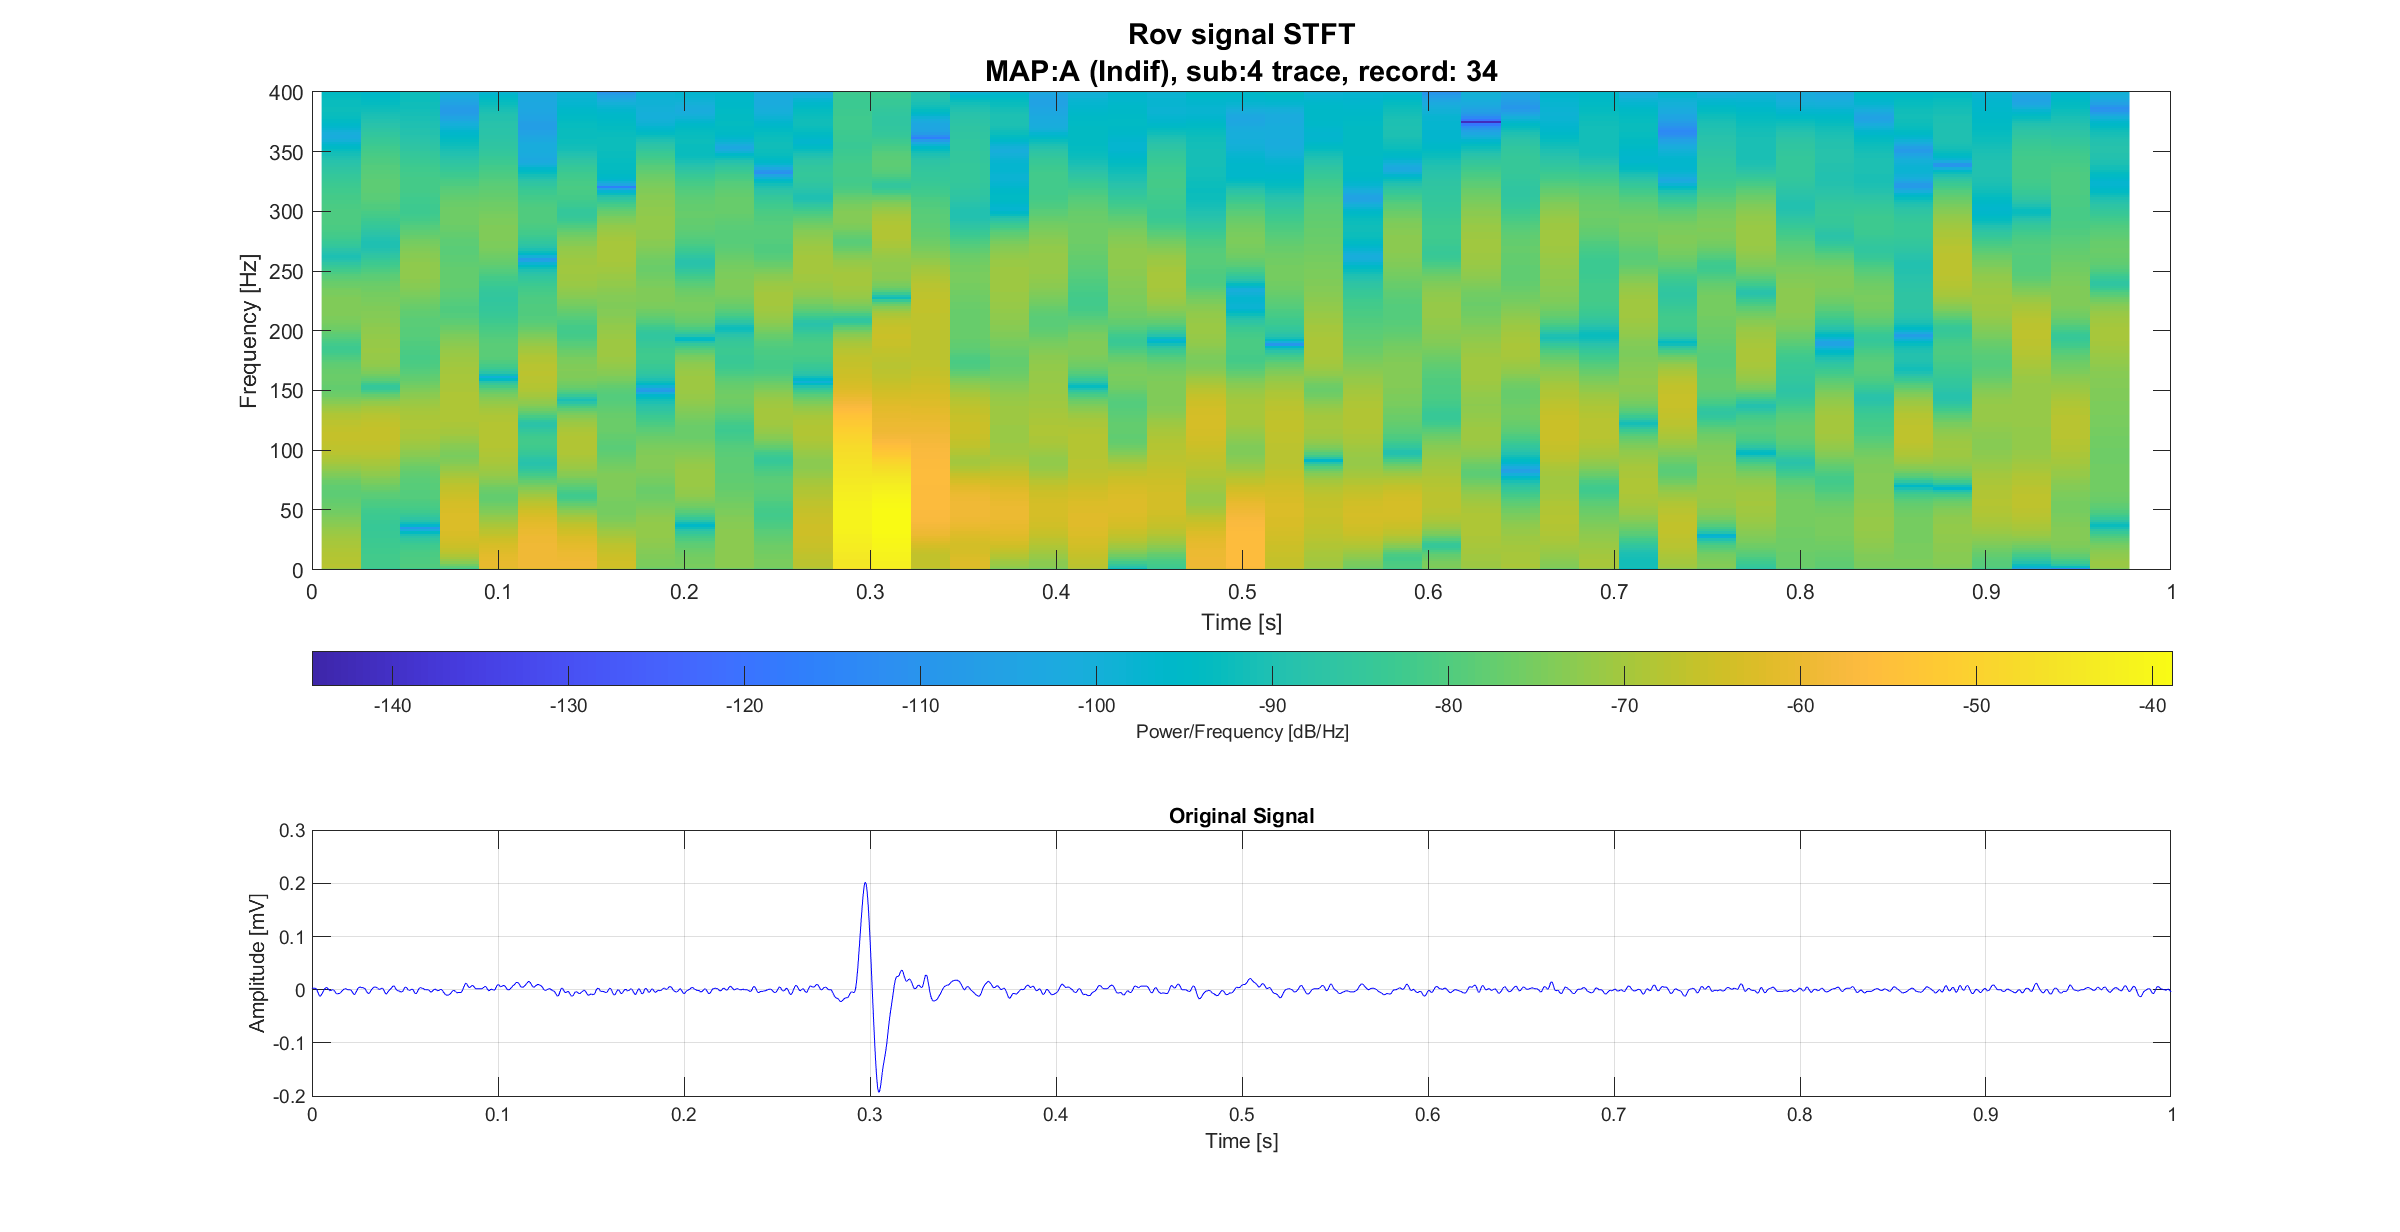 Rov signal STFT
MAP:A (Indif), sub:4 trace, record: 34
400
350
300
250
200
150
100
50
0
Frequency [Hz]
0 0.1 0.2 0.3 0.4 0.5 0.6 0.7 0.8 0.9 1
Time [s]
-140 -130 -120 -110 -100 -90 -80 -70 -60 -50 -40
Power/Frequency [dB/Hz]
Original Signal
0.3
0.2
0.1
0
-0.1
-0.2
Amplitude [mV]
0 0.1 0.2 0.3 0.4 0.5 0.6 0.7 0.8 0.9 1
Time [s]